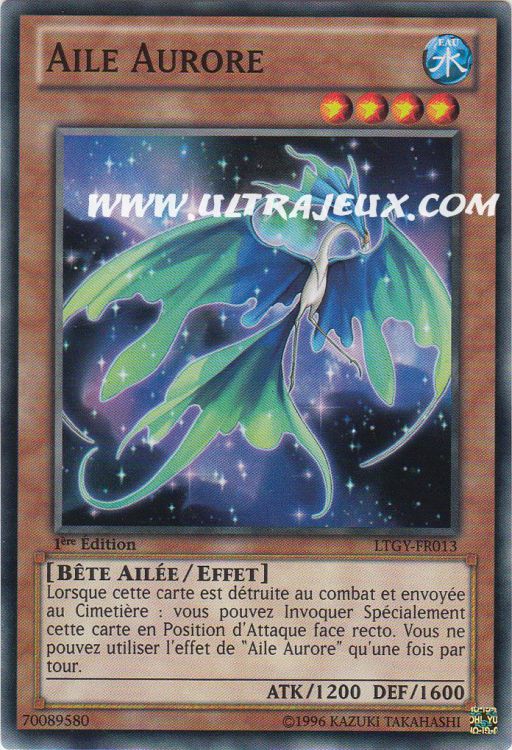 AILE AURORE
EAU
水
WWW.ULTRAJEUX.COM
1ère Edition
LTGY-FR013
[BÊTE AILÉE/EFFET]
Lorsque cette carte est détruite au combat et envoyée
au Cimetière : vous pouvez Invoquer Spécialement
cette carte en Position d'Attaque face recto. Vous ne
pouvez utiliser l'effet de "Aile Aurore" qu'une fois par
tour.
ATK/1200 DEF/1600
70089580
©1996 KAZUKI TAKAHASHI